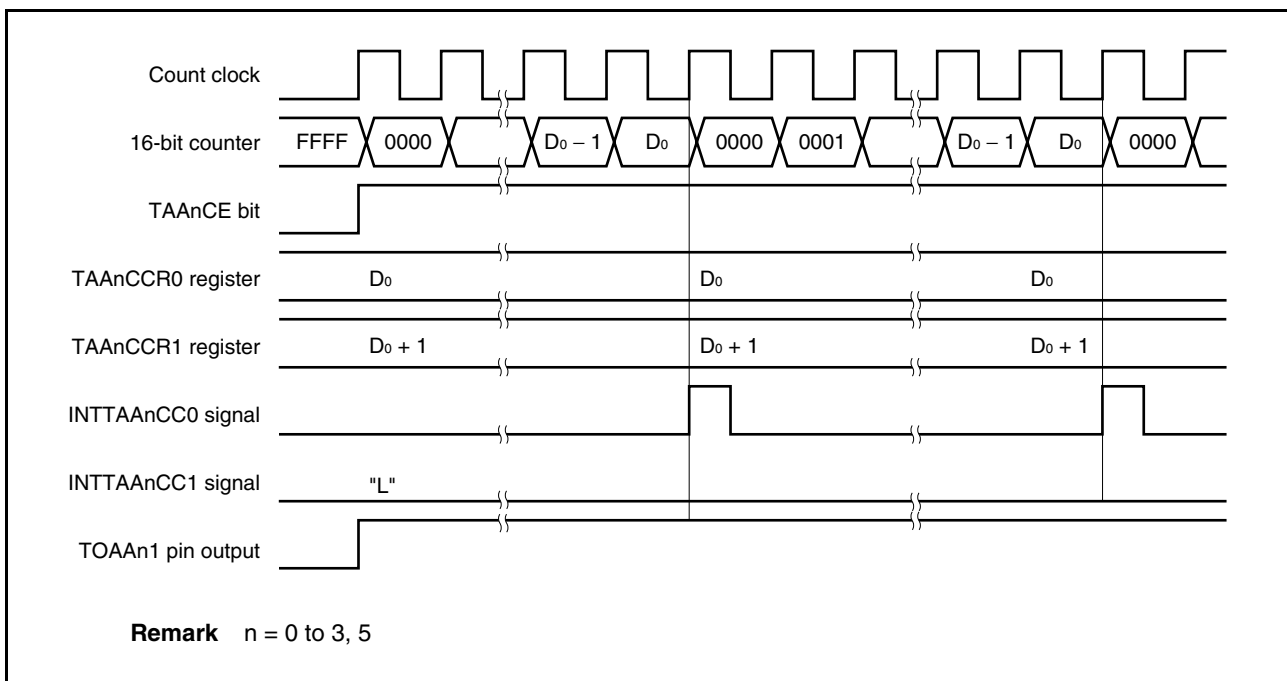 Count clock
16-bit counter FFFF 0000 D₀ − 1 D₀ 0000 0001 D₀ − 1 D₀ 0000
TAAnCE bit
TAAnCCR0 register D₀ D₀ D₀
TAAnCCR1 register D₀ + 1 D₀ + 1 D₀ + 1
INTTAAnCC0 signal
INTTAAnCC1 signal "L"
TOAAn1 pin output
Remark n = 0 to 3, 5